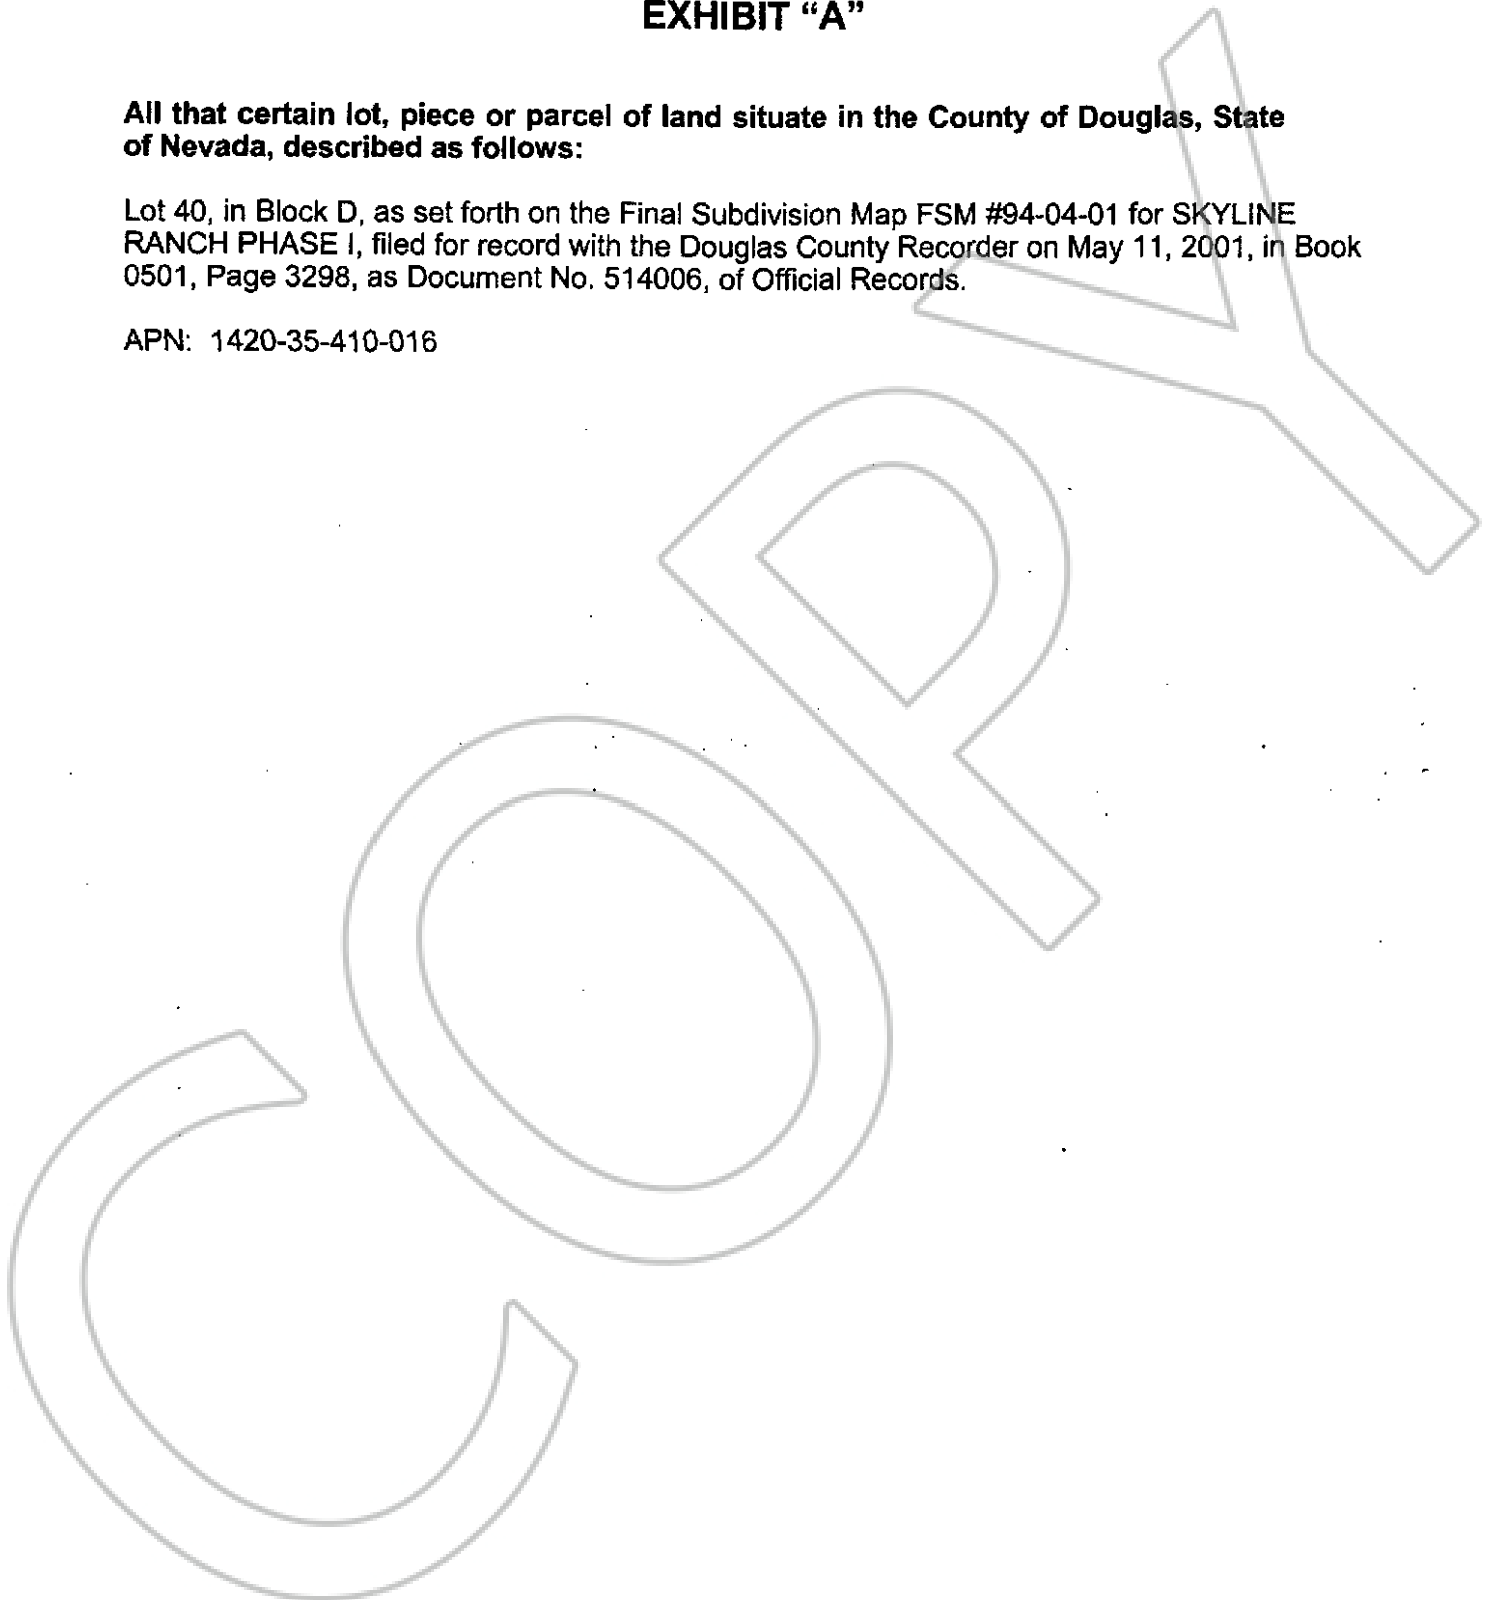 EXHIBIT “A”
All that certain lot, piece or parcel of land situate in the County of Douglas, State
of Nevada, described as follows:
Lot 40, in Block D, as set forth on the Final Subdivision Map FSM #94-04-01 for SKYLINE
RANCH PHASE I, filed for record with the Douglas County Recorder on May 11, 2001, in Book
0501, Page 3298, as Document No. 514006, of Official Records.
APN: 1420-35-410-016
COPY